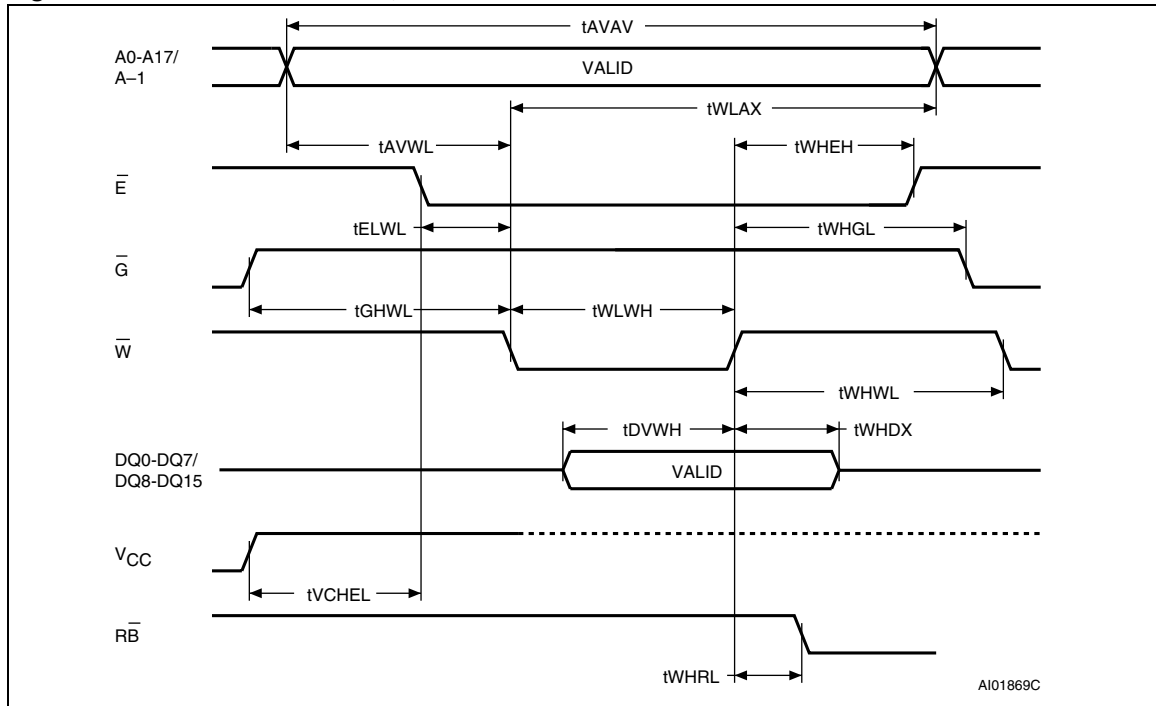 tAVAV
A0-A17/
A–1
VALID
tWLAX
tAVWL
tWHEH
E̅
tELWL
tWHGL
G̅
tGHWL
tWLWH
W̅
tWHWL
tDVWH
tWHDX
DQ0-DQ7/
DQ8-DQ15
VALID
VCC
tVCHEL
RB̅
tWHRL
AI01869C